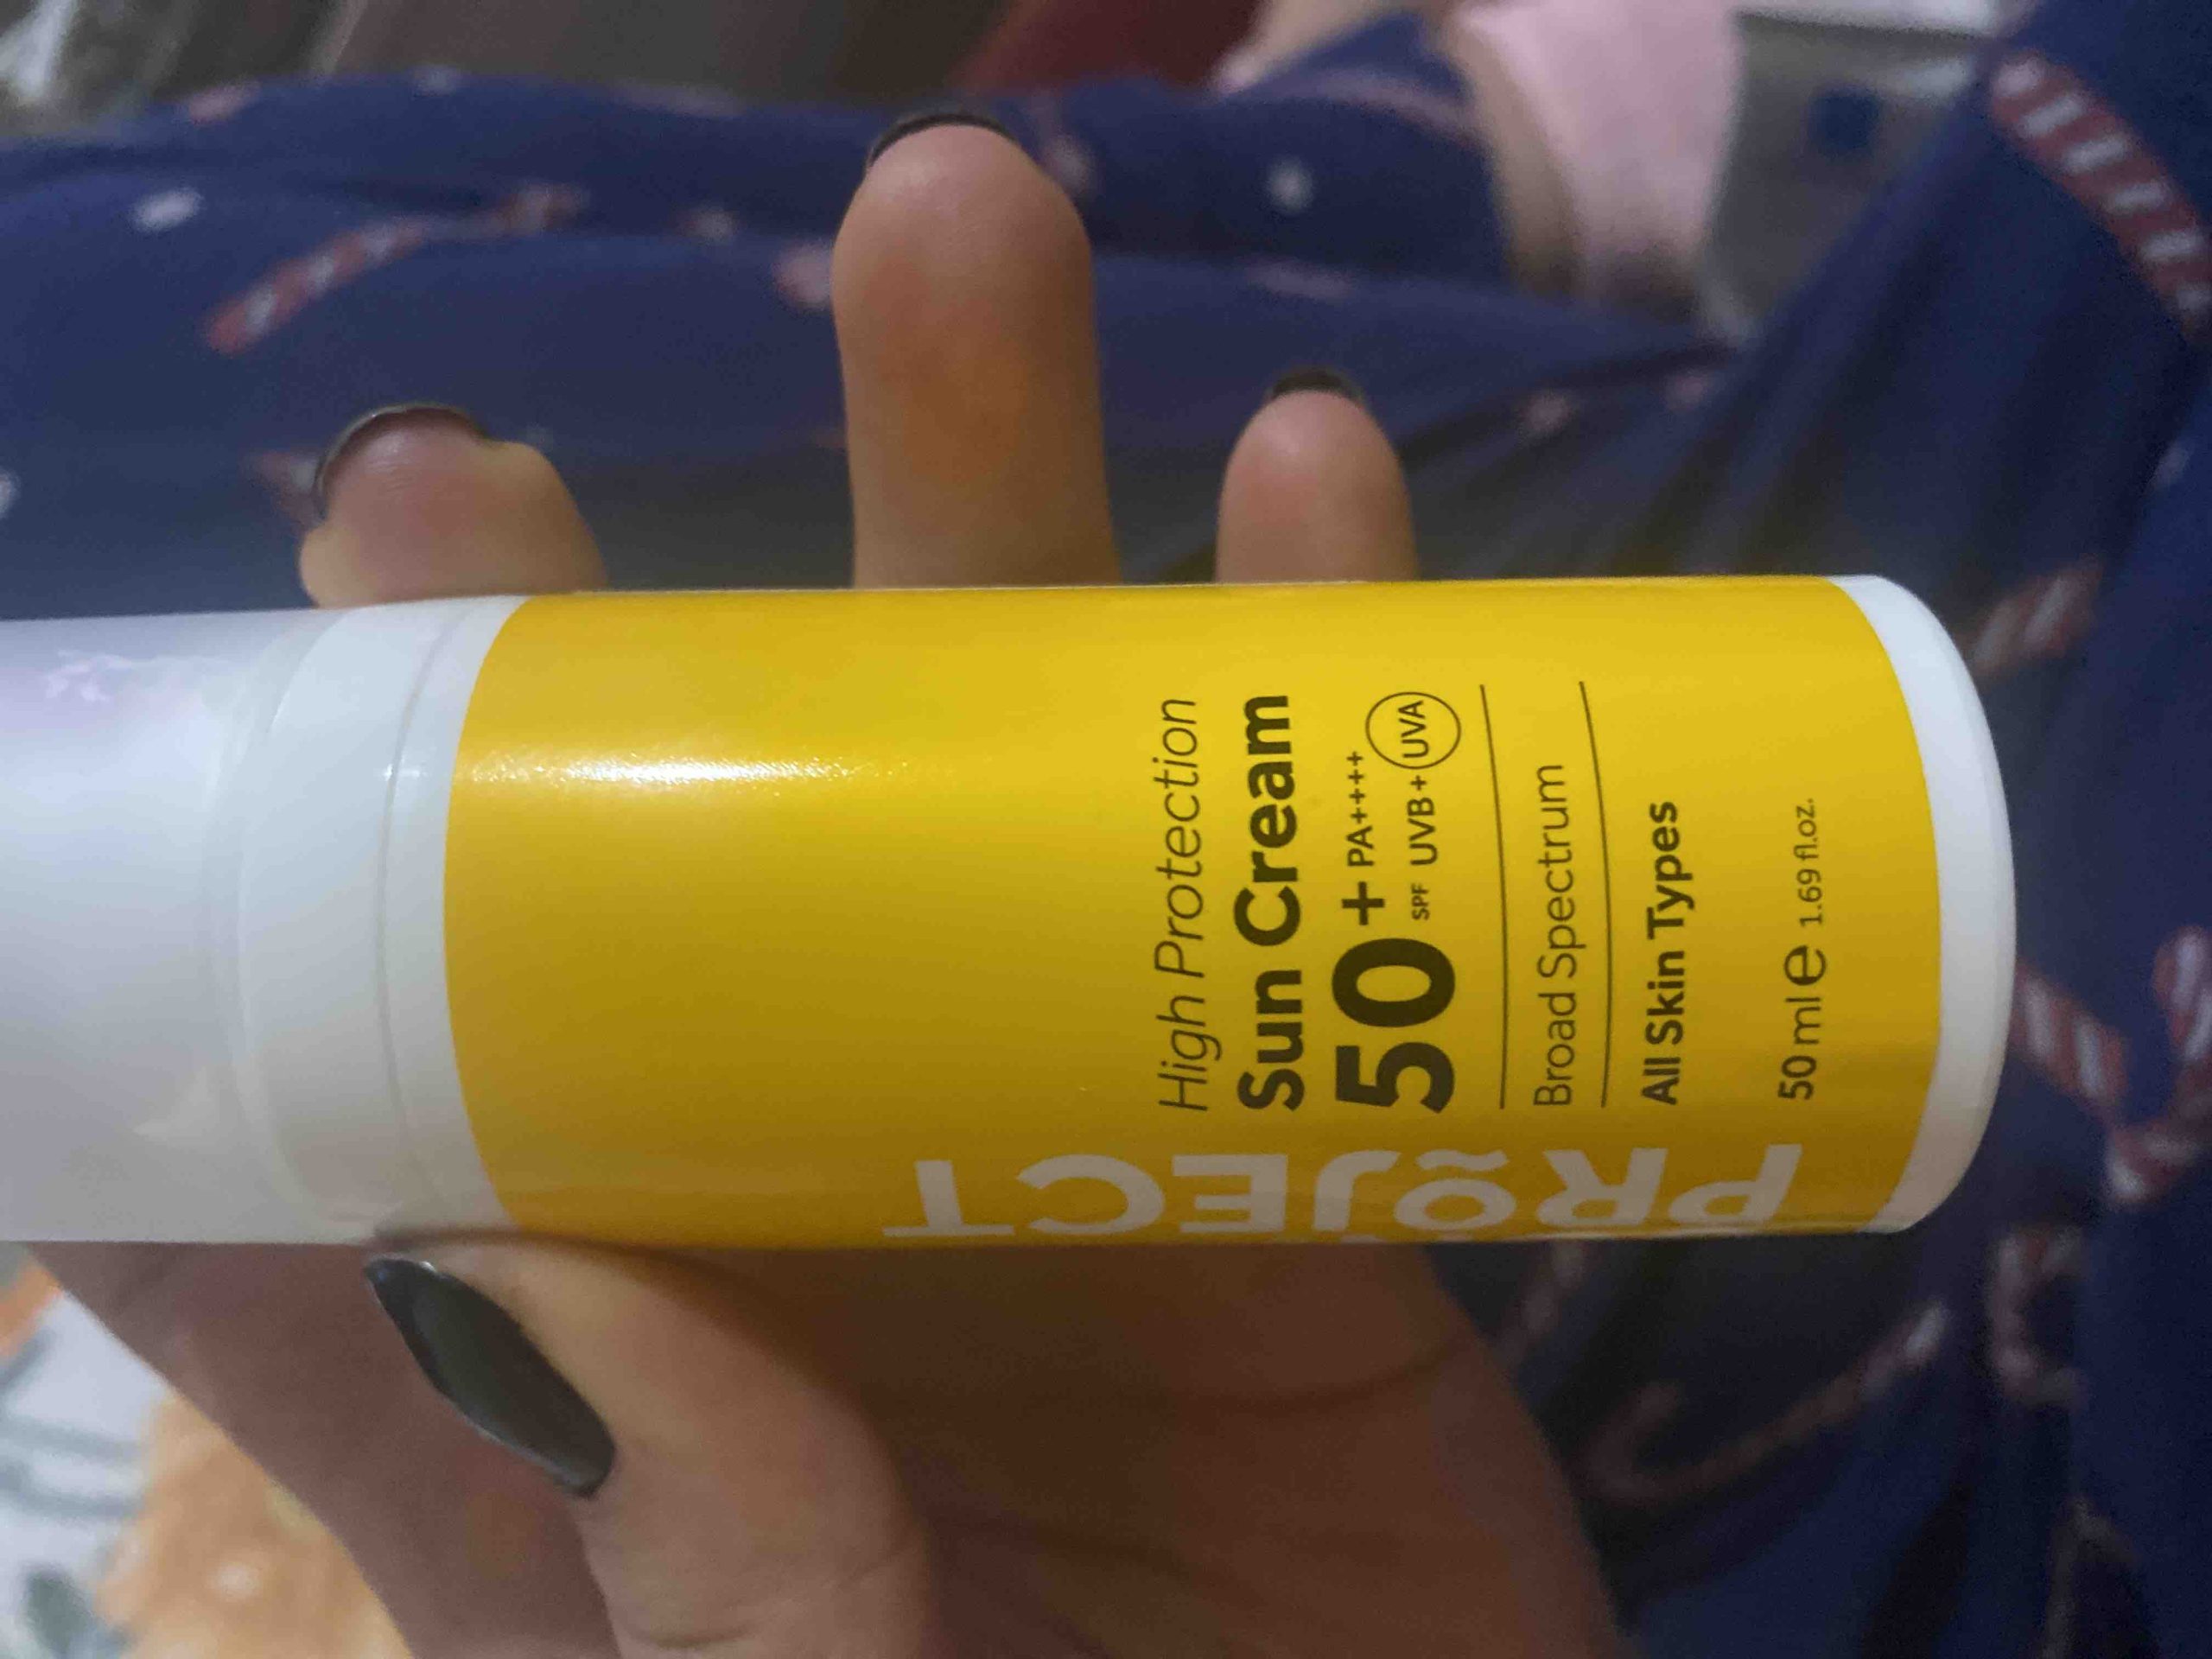 High Protection
Sun Cream
50+ PA++++
SPF UVB+ UVA
Broad Spectrum
All Skin Types
50 ml e 1.69 fl.oz.
PRÕJECT